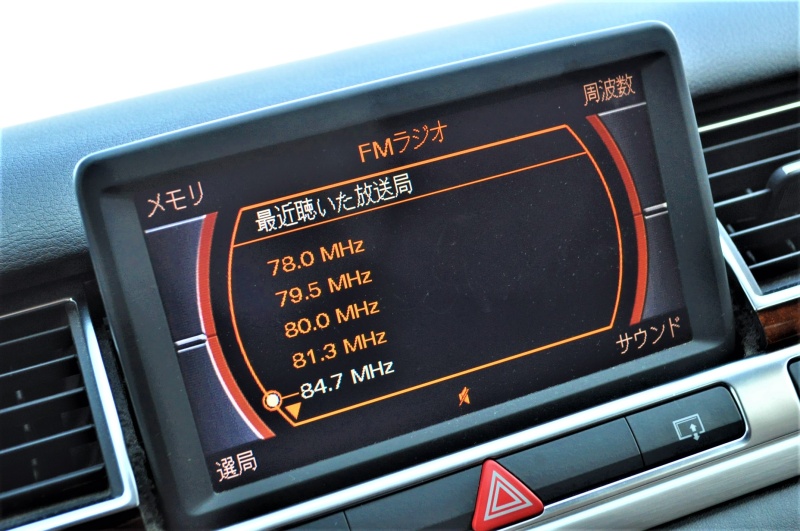 周波数
FMラジオ
メモリ
最近聴いた放送局
78.0 MHz
79.5 MHz
80.0 MHz
81.3 MHz
84.7 MHz
サウンド
選局